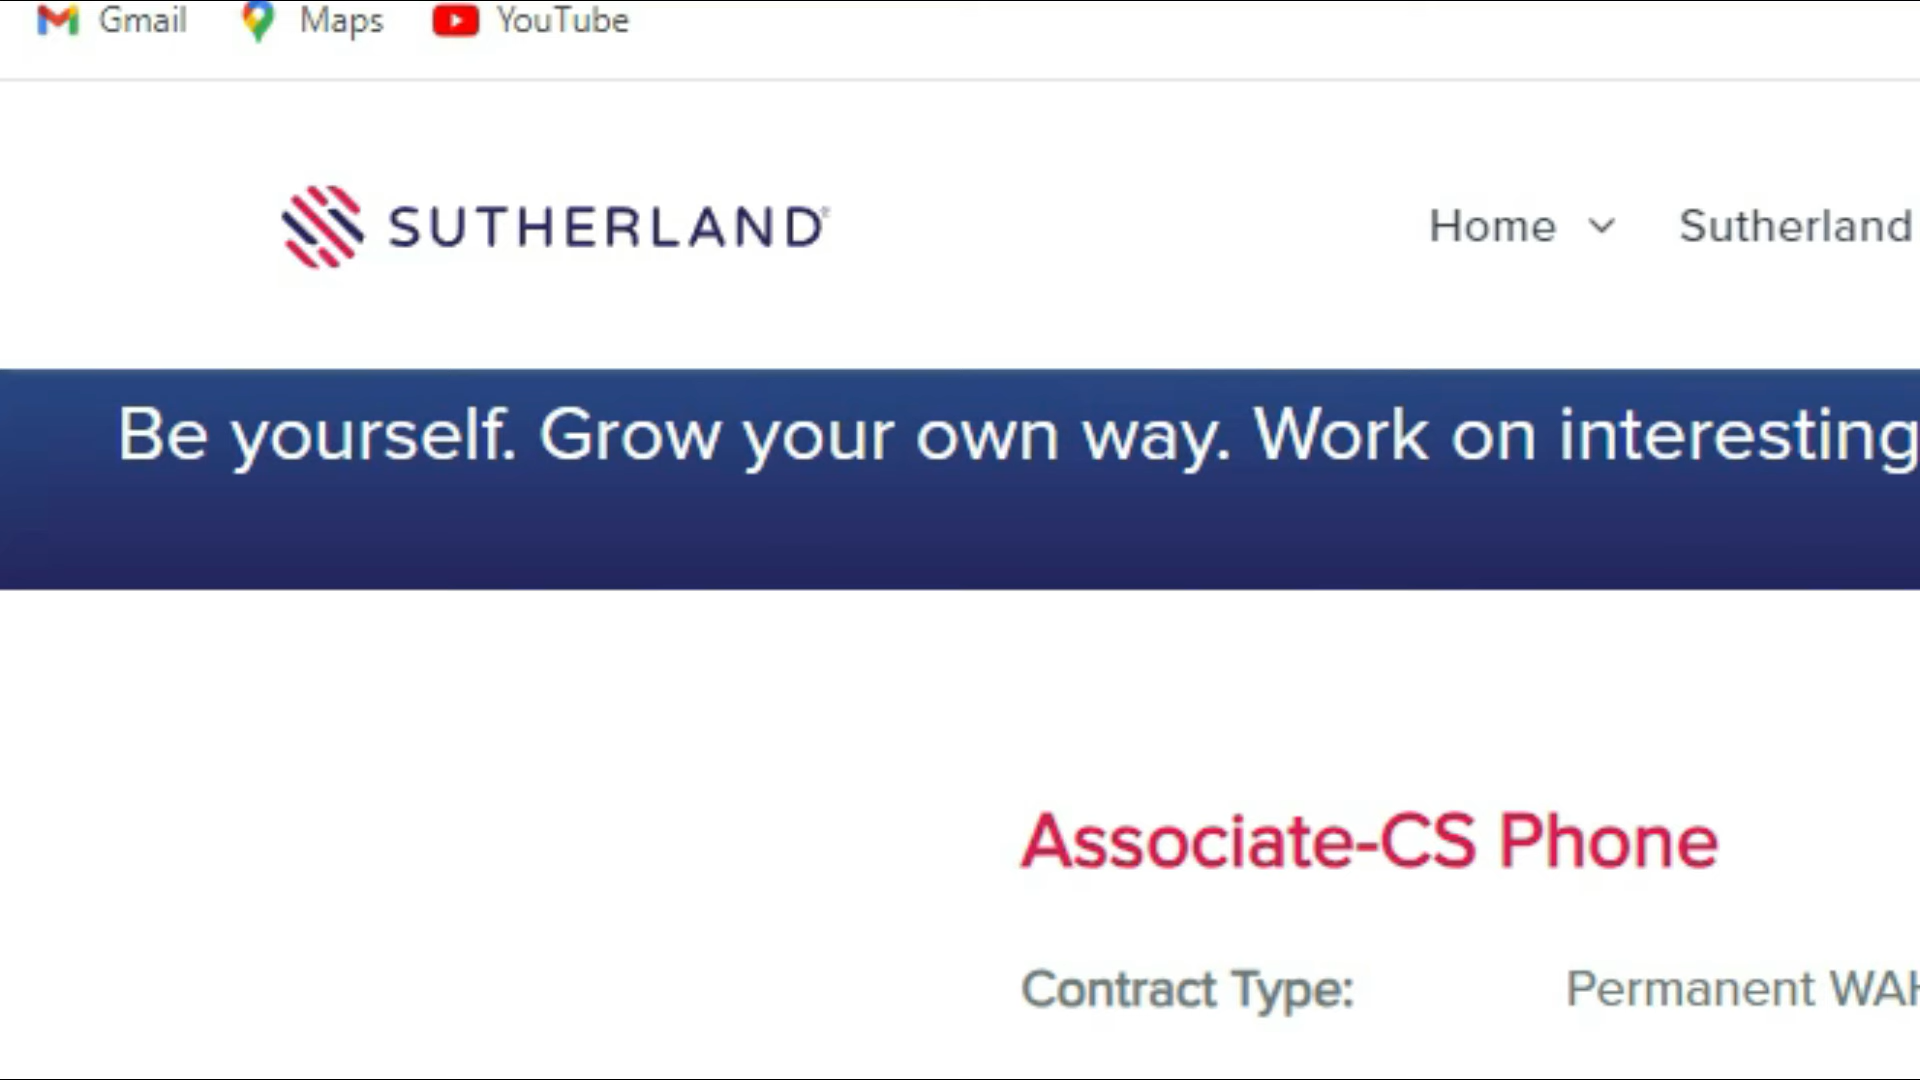 Gmail Maps YouTube
SUTHERLAND® Home Sutherland
Be yourself. Grow your own way. Work on interesting
Associate-CS Phone
Contract Type: Permanent WAH